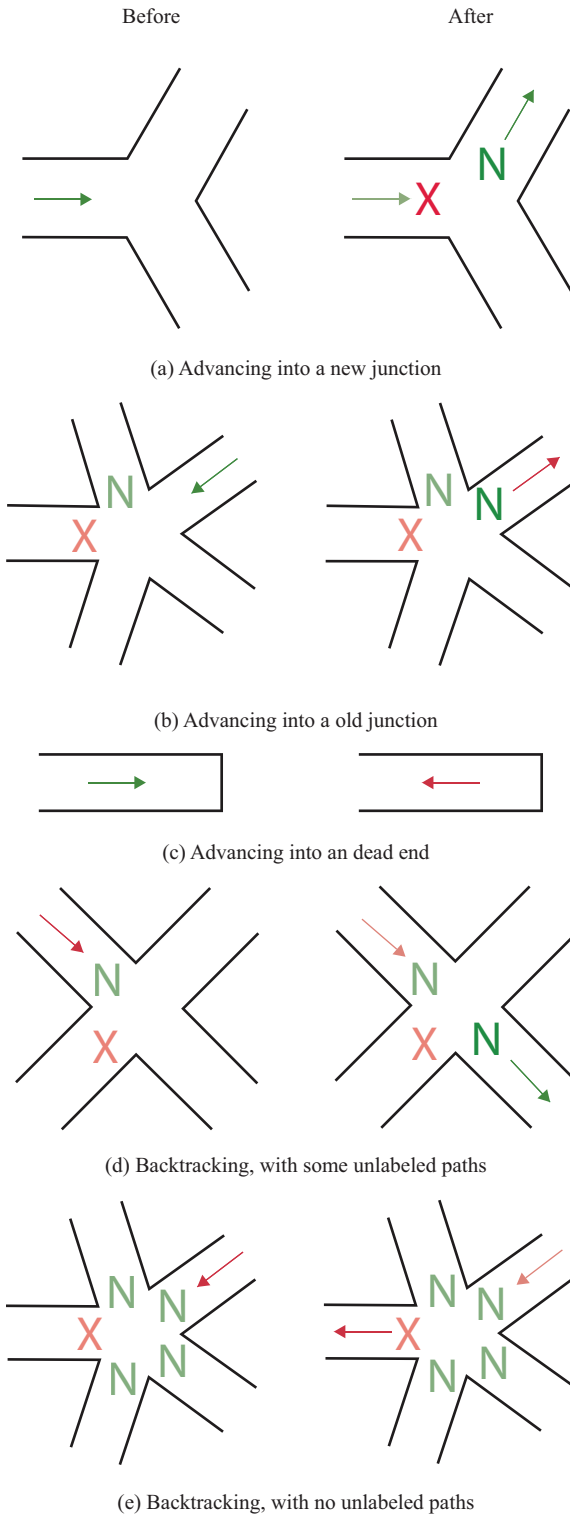 Before After
X N
(a) Advancing into a new junction
N N
X N X
(b) Advancing into a old junction
(c) Advancing into an dead end
N N
X X N
(d) Backtracking, with some unlabeled paths
N N N N
X X
N N N N
(e) Backtracking, with no unlabeled paths